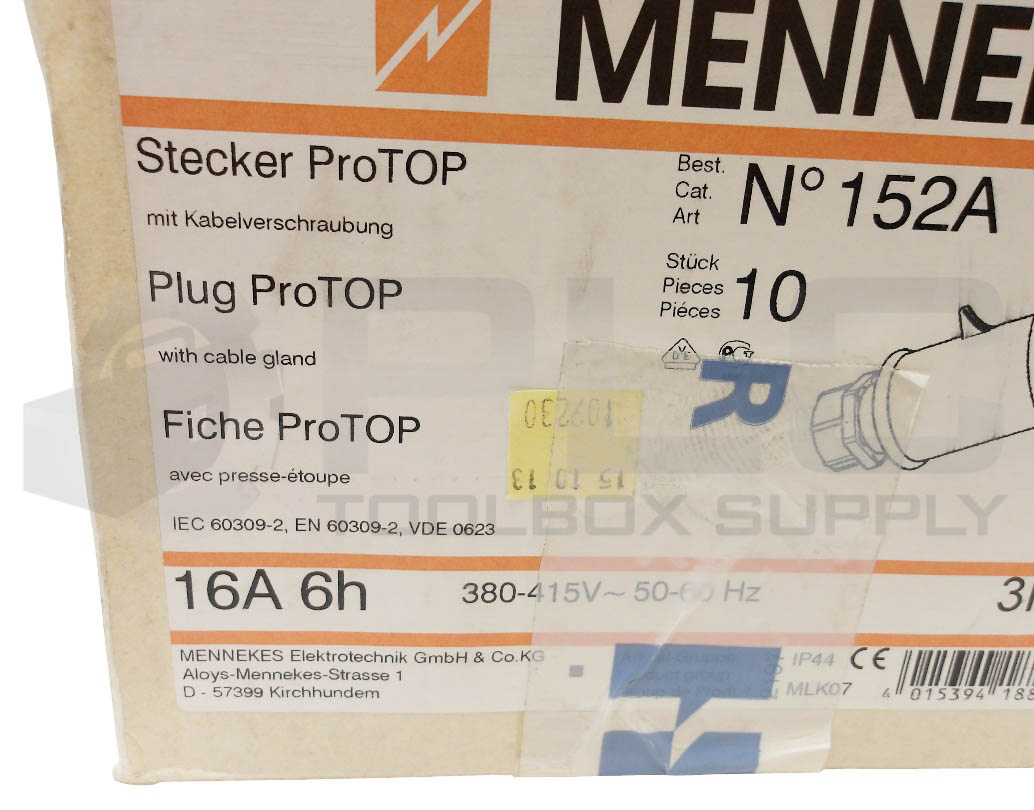 MENNE
Stecker ProTOP
mit Kabelverschraubung
Plug ProTOP
with cable gland
Fiche ProTOP
avec presse-étoupe
IEC 60309-2, EN 60309-2, VDE 0623
Best.
Cat.
Art
N° 152A
Stück
Pieces
Piéces
10
R
109230
15 10 13
PLC
TOOLBOX SUPPLY
16A 6h
380-415V~ 50-60 Hz
MENNEKES Elektrotechnik GmbH & Co.KG
Aloys-Mennekes-Strasse 1
D - 57399 Kirchhundem
IP44
CE
MLK07
4 015394 188